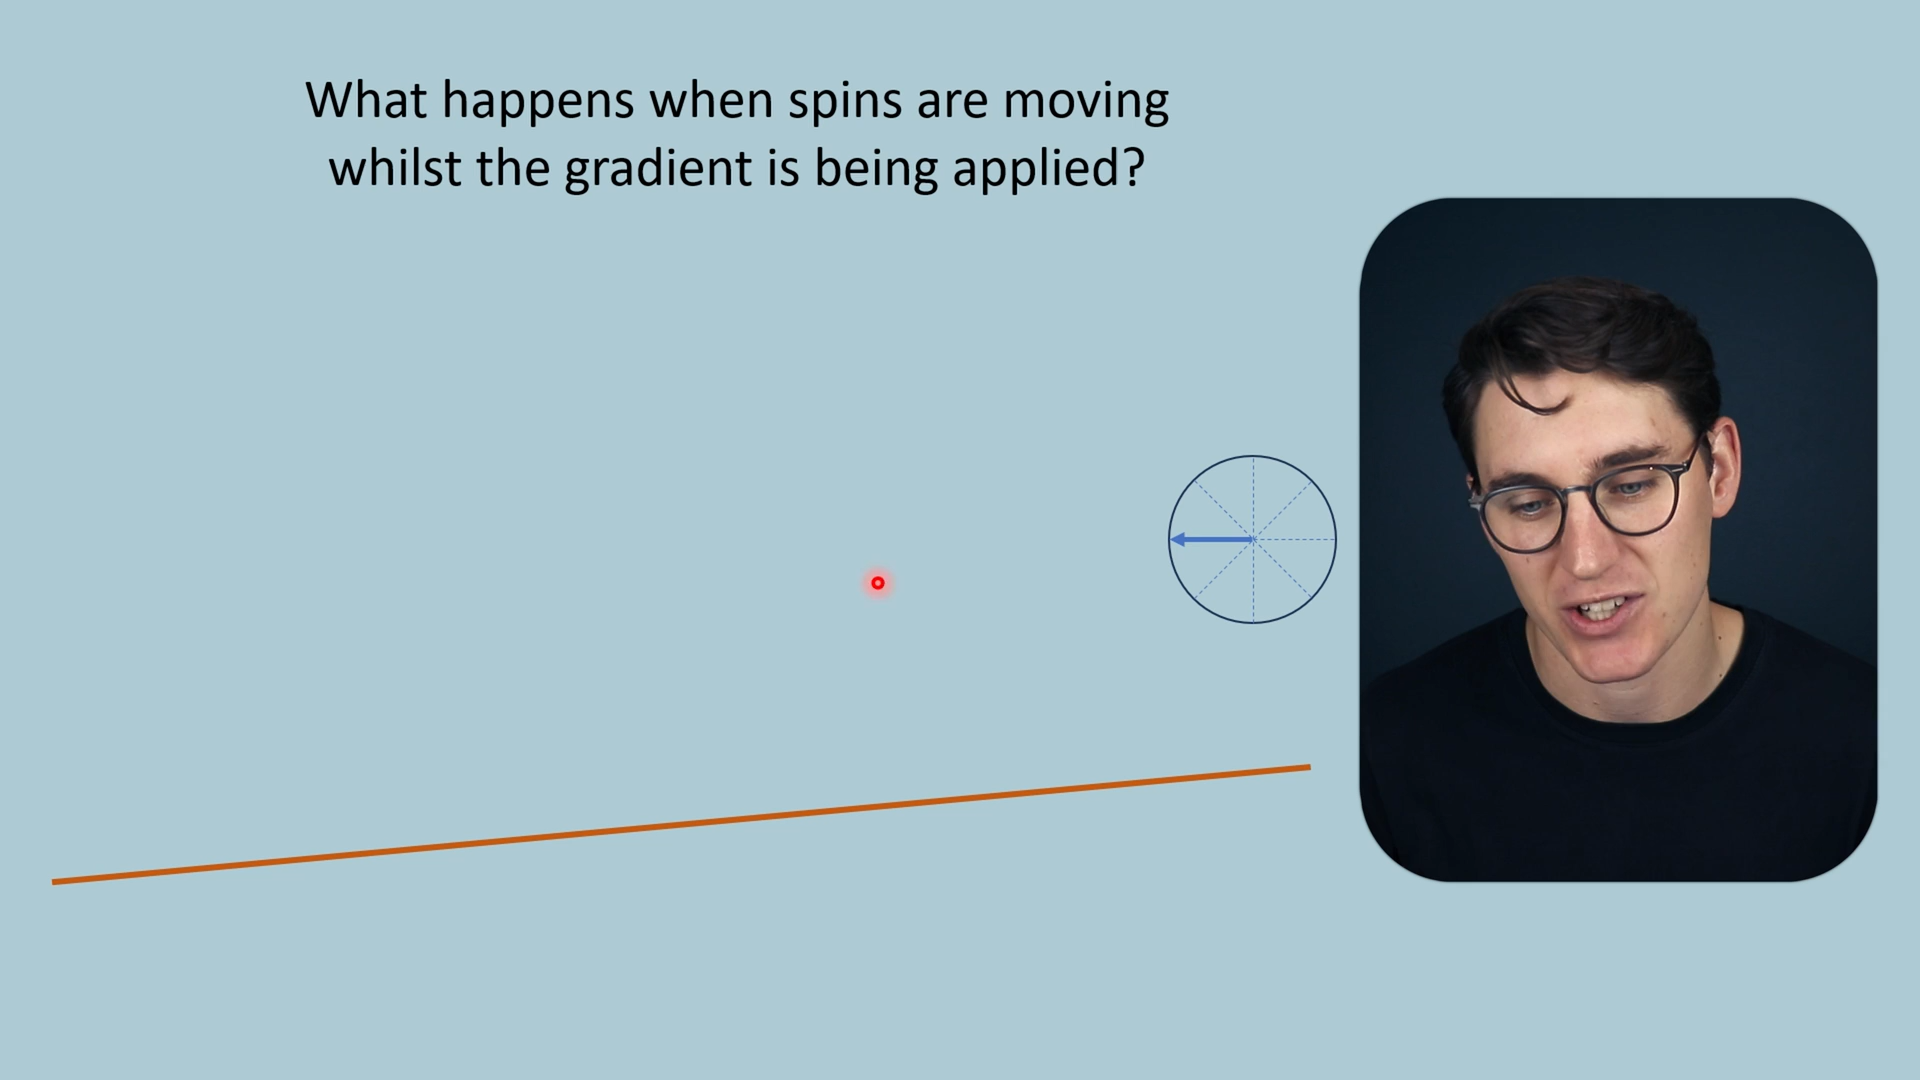 What happens when spins are moving
whilst the gradient is being applied?